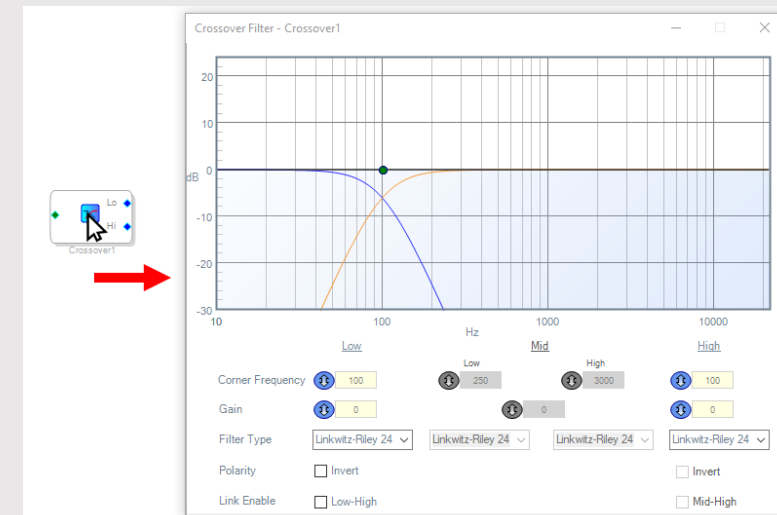 Crossover Filter - Crossover1
20
10
dB 0
-10
-20
-30
10 100 1000 10000
Hz
Lo
Hi
Crossover1
Low Mid High
Low High
Corner Frequency 100 250 3000 100
Gain 0 0 0
Filter Type Linkwitz-Riley 24 Linkwitz-Riley 24 Linkwitz-Riley 24 Linkwitz-Riley 24
Polarity Invert Invert
Link Enable Low-High Mid-High